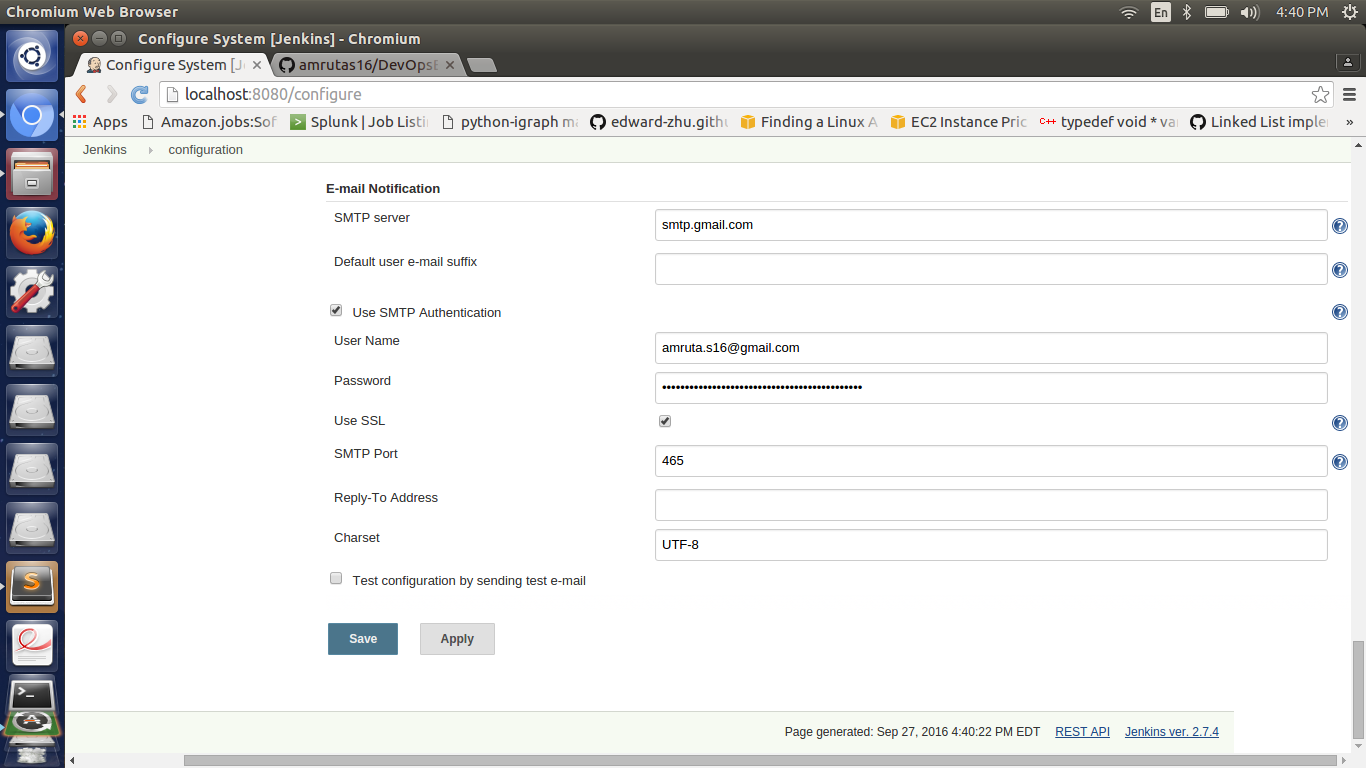 Chromium Web Browser
En
4:40 PM
Configure System [Jenkins] - Chromium
Configure System [J
amrutas16/DevOps
localhost:8080/configure
Apps
Amazon.jobs:Sof
Splunk | Job Listi
python-igraph ma
edward-zhu.gith
Finding a Linux A
EC2 Instance Pric
C++ typedef void * va
Linked List imple
»
Jenkins
configuration
E-mail Notification
SMTP server
smtp.gmail.com
Default user e-mail suffix
Use SMTP Authentication
User Name
amruta.s16@gmail.com
Password
Use SSL
SMTP Port
465
Reply-To Address
Charset
UTF-8
Test configuration by sending test e-mail
Save
Apply
Page generated: Sep 27, 2016 4:40:22 PM EDT
REST API
Jenkins ver. 2.7.4